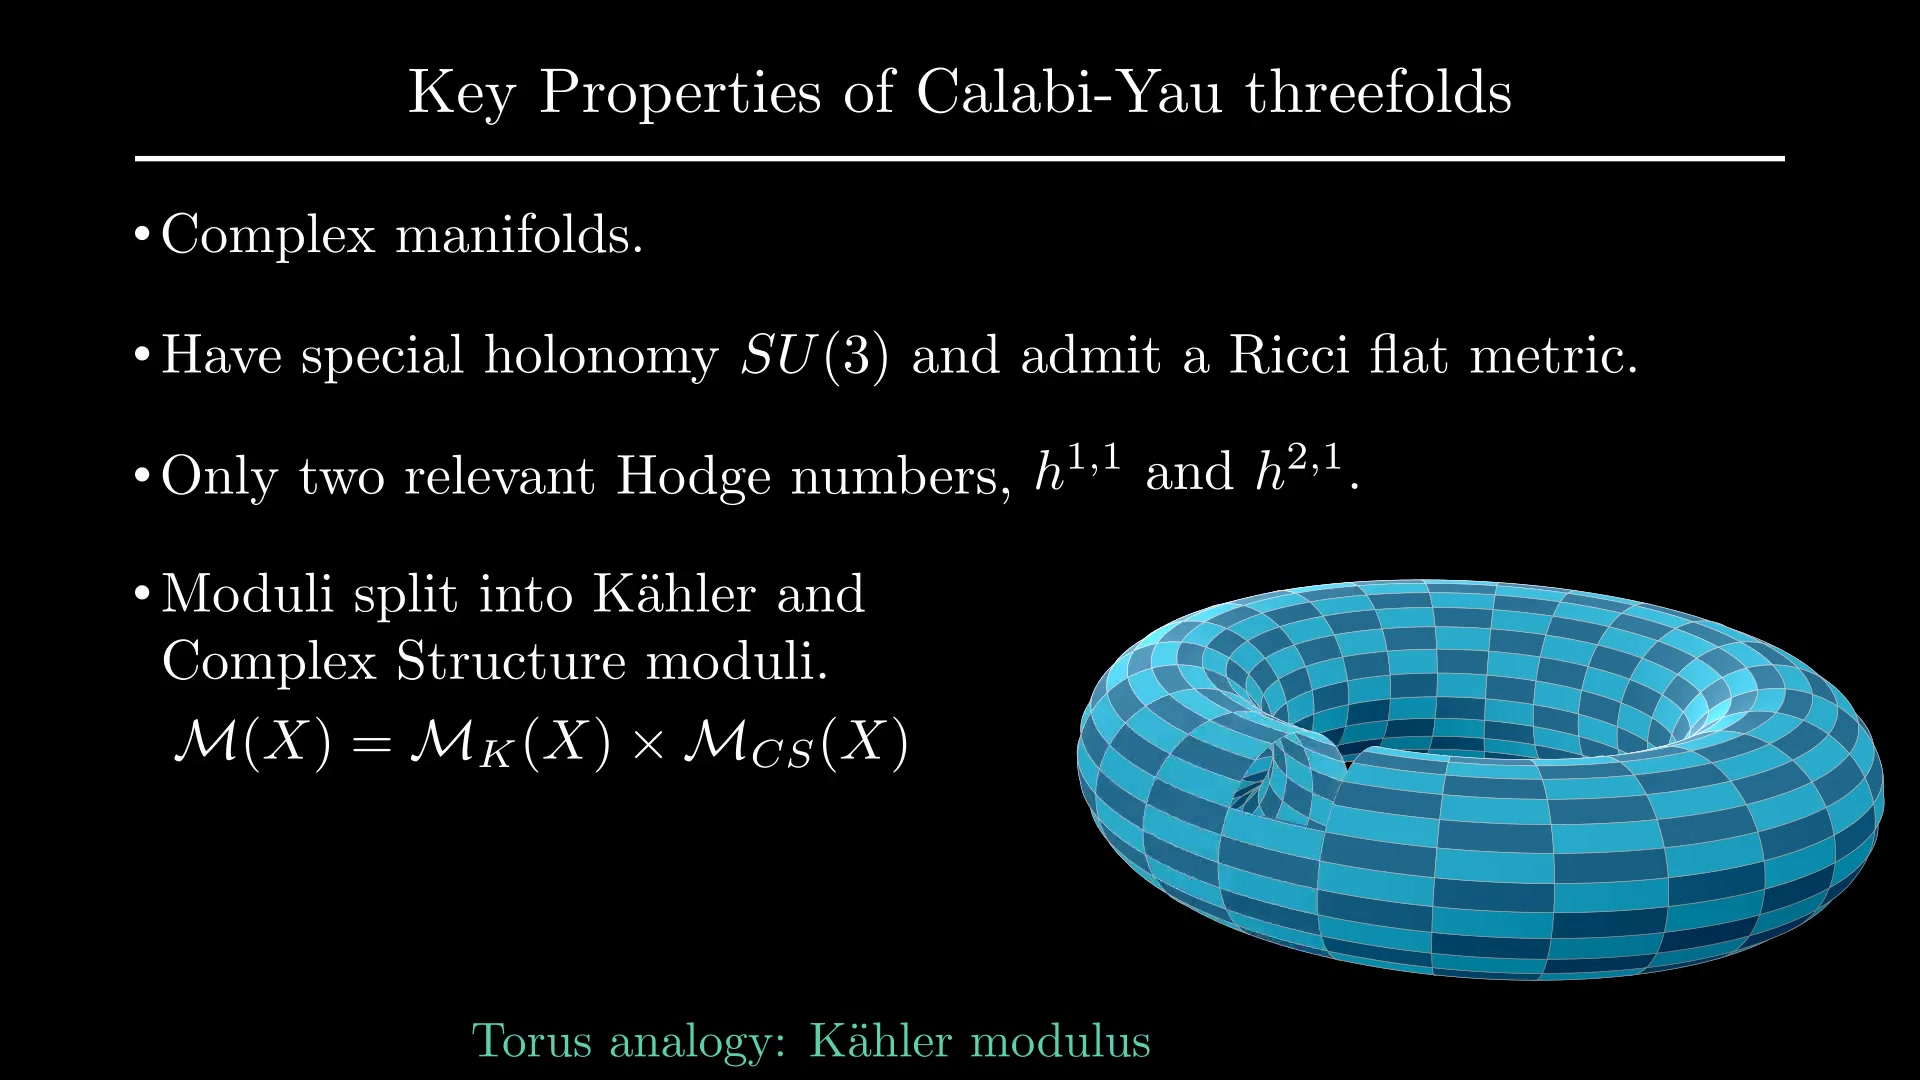 Key Properties of Calabi-Yau threefolds
• Complex manifolds.
• Have special holonomy $SU(3)$ and admit a Ricci flat metric.
• Only two relevant Hodge numbers, $h^{1,1}$ and $h^{2,1}$.
• Moduli split into Kähler and
Complex Structure moduli.
$\mathcal{M}(X) = \mathcal{M}_K(X) \times \mathcal{M}_{CS}(X)$
Torus analogy: Kähler modulus